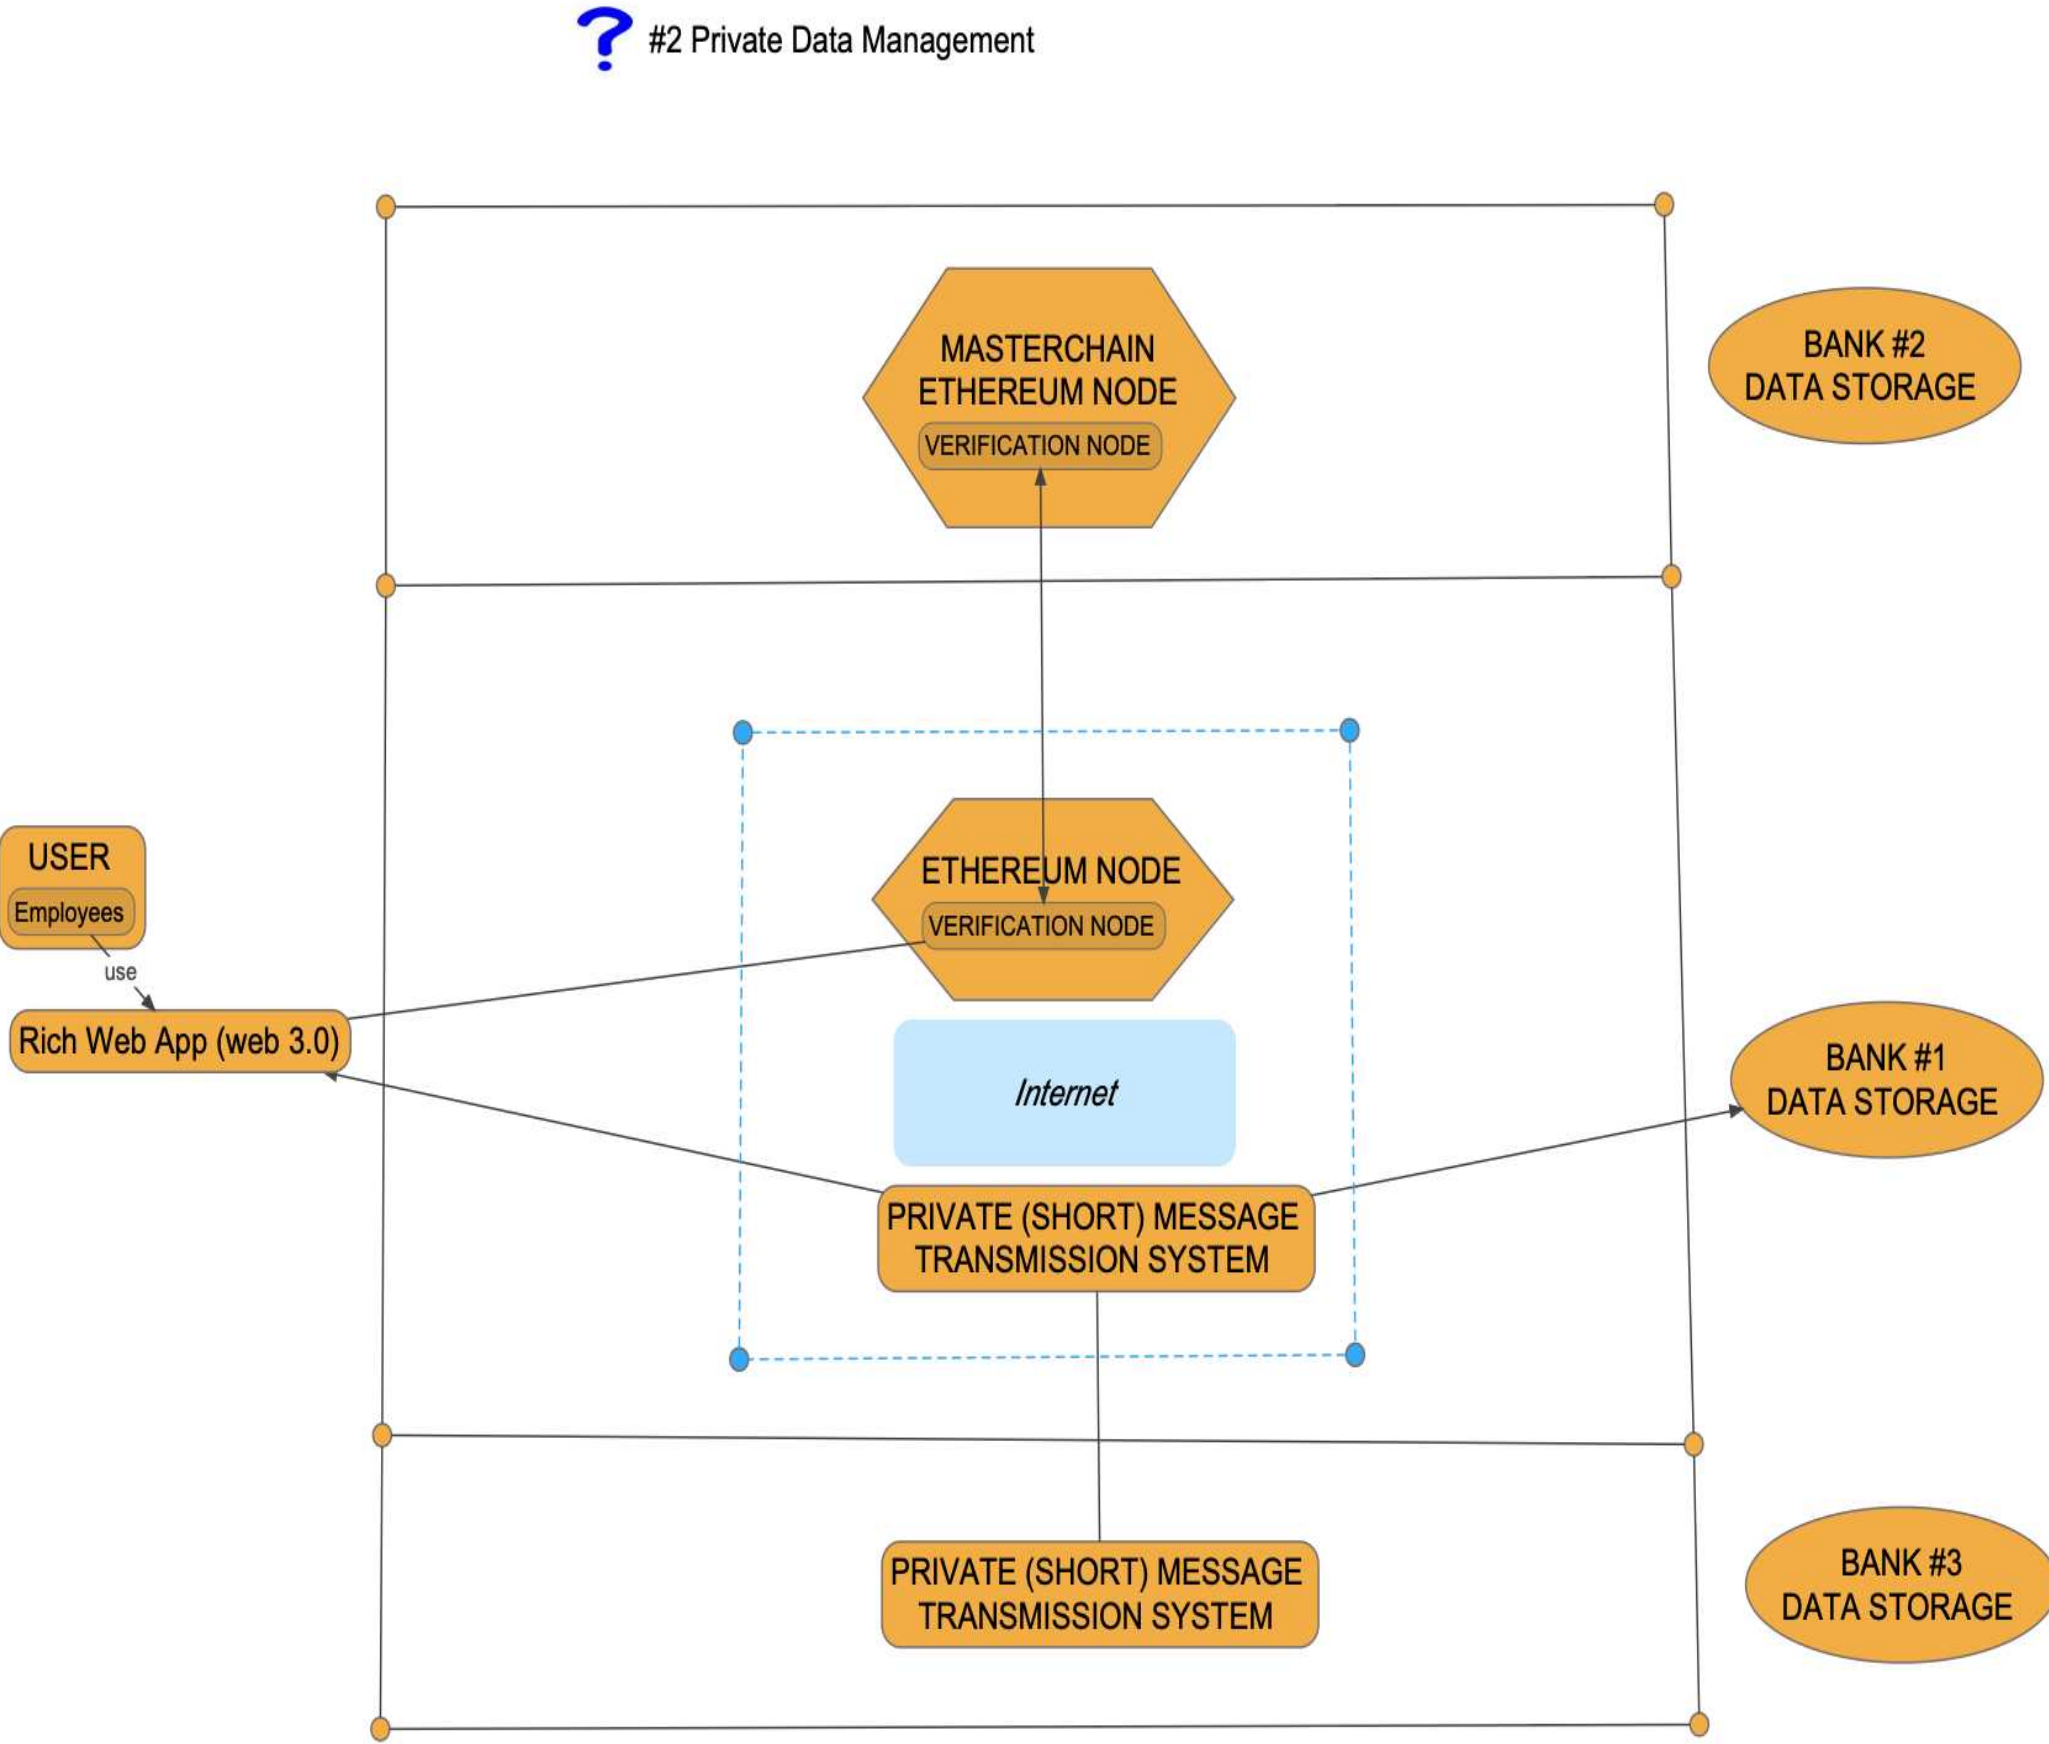 ? #2 Private Data Management
MASTERCHAIN
ETHEREUM NODE
VERIFICATION NODE
BANK #2
DATA STORAGE
USER
Employees
use
Rich Web App (web 3.0)
ETHEREUM NODE
VERIFICATION NODE
Internet
BANK #1
DATA STORAGE
PRIVATE (SHORT) MESSAGE
TRANSMISSION SYSTEM
PRIVATE (SHORT) MESSAGE
TRANSMISSION SYSTEM
BANK #3
DATA STORAGE